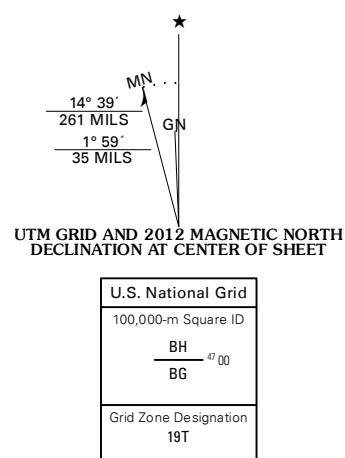 ★
MN
GN
14° 39´
261 MILS
1° 59´
35 MILS
UTM GRID AND 2012 MAGNETIC NORTH
DECLINATION AT CENTER OF SHEET
U.S. National Grid
100,000-m Square ID
BH
47 00
BG
Grid Zone Designation
19T